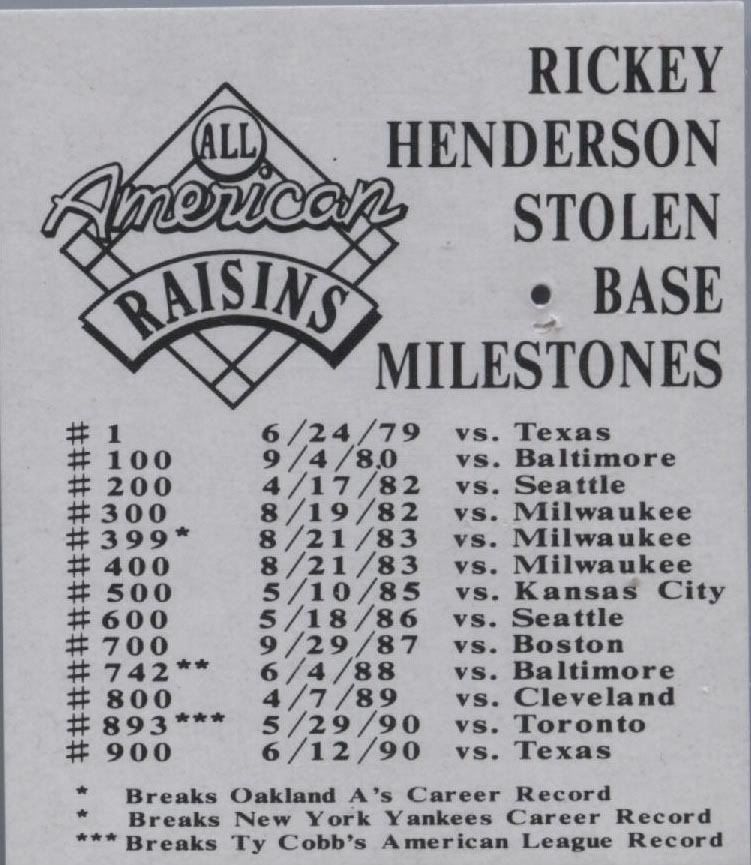 ALL
American
RAISINS
RICKEY
HENDERSON
STOLEN
• BASE
MILESTONES
# 1 6/24/79 vs. Texas
# 100 9/4/80 vs. Baltimore
# 200 4/17/82 vs. Seattle
# 300 8/19/82 vs. Milwaukee
# 399* 8/21/83 vs. Milwaukee
# 400 8/21/83 vs. Milwaukee
# 500 5/10/85 vs. Kansas City
# 600 5/18/86 vs. Seattle
# 700 9/29/87 vs. Boston
# 742** 6/4/88 vs. Baltimore
# 800 4/7/89 vs. Cleveland
# 893*** 5/29/90 vs. Toronto
# 900 6/12/90 vs. Texas
* Breaks Oakland A's Career Record
* Breaks New York Yankees Career Record
*** Breaks Ty Cobb's American League Record